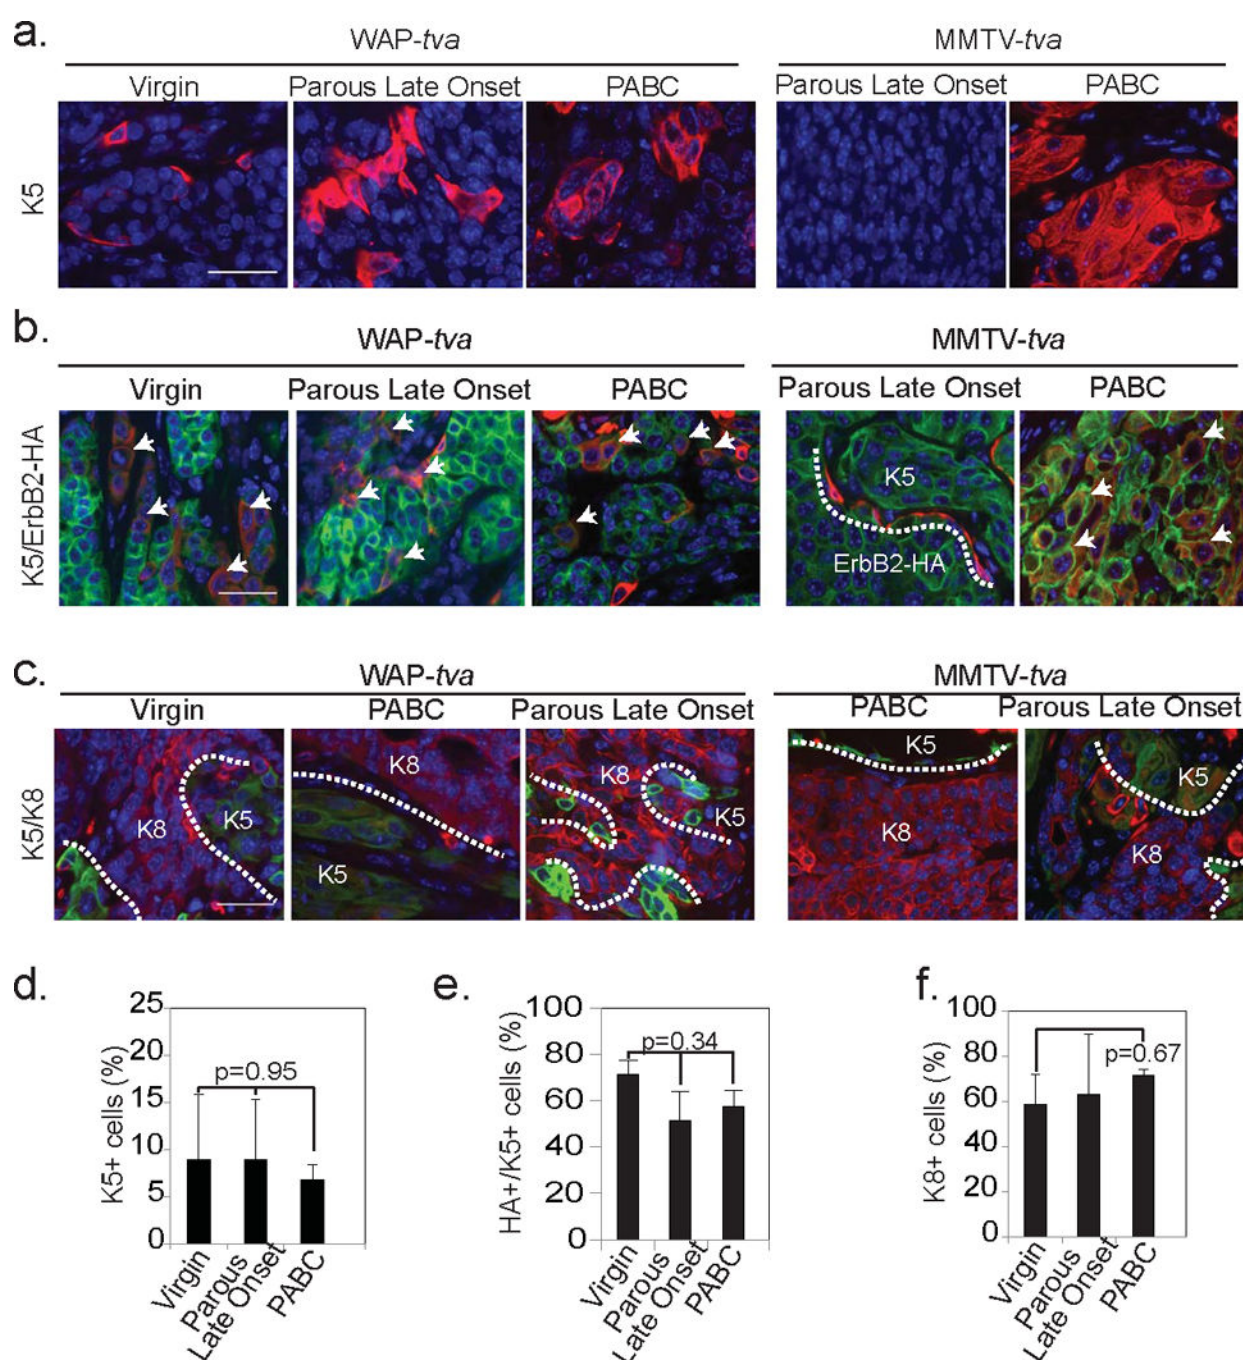 a.
WAP-tva MMTV-tva
Virgin Parous Late Onset PABC Parous Late Onset PABC
K5
b.
WAP-tva MMTV-tva
Virgin Parous Late Onset PABC Parous Late Onset PABC
K5/ErbB2-HA
K5
ErbB2-HA
c.
WAP-tva MMTV-tva
Virgin PABC Parous Late Onset PABC Parous Late Onset
K5/K8
K8 K5
K8 K5
K8 K5
K5 K8
K5 K8
d.
K5+ cells (%)
25
20
15
10
5
0
p=0.95
Virgin
Parous
Late Onset
PABC
e.
HA+/K5+ cells (%)
100
80
60
40
20
0
p=0.34
Virgin
Parous
Late Onset
PABC
f.
K8+ cells (%)
100
80
60
40
20
0
p=0.67
Virgin
Parous
Late Onset
PABC